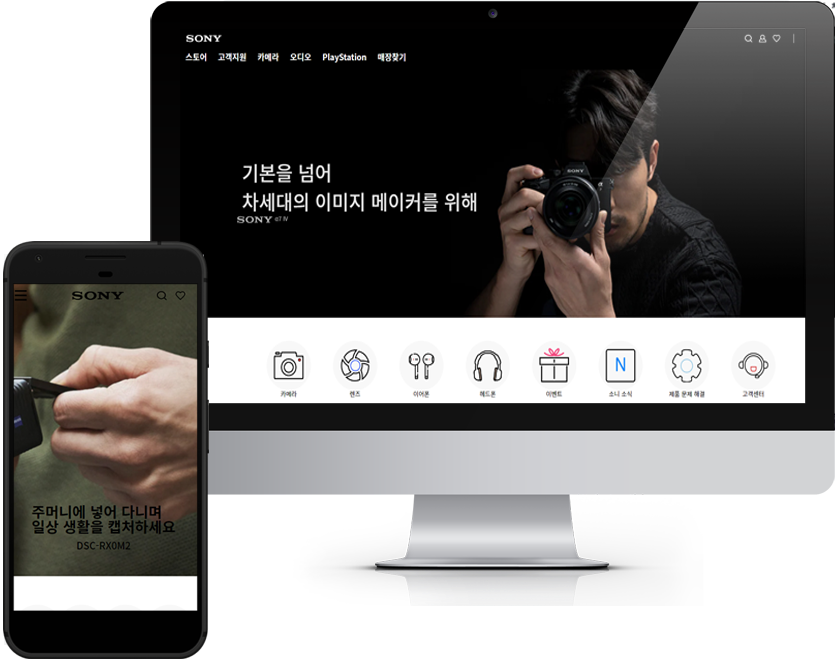 SONY
스토어 고객지원 카메라 오디오 PlayStation 매장찾기
기본을 넘어
차세대의 이미지 메이커를 위해
SONY α7 IV
SONY
카메라 렌즈 이어폰 헤드폰 이벤트 소니 소식 제품 문제 해결 고객센터
N
SONY
주머니에 넣어 다니며
일상 생활을 캡처하세요
DSC-RX0M2